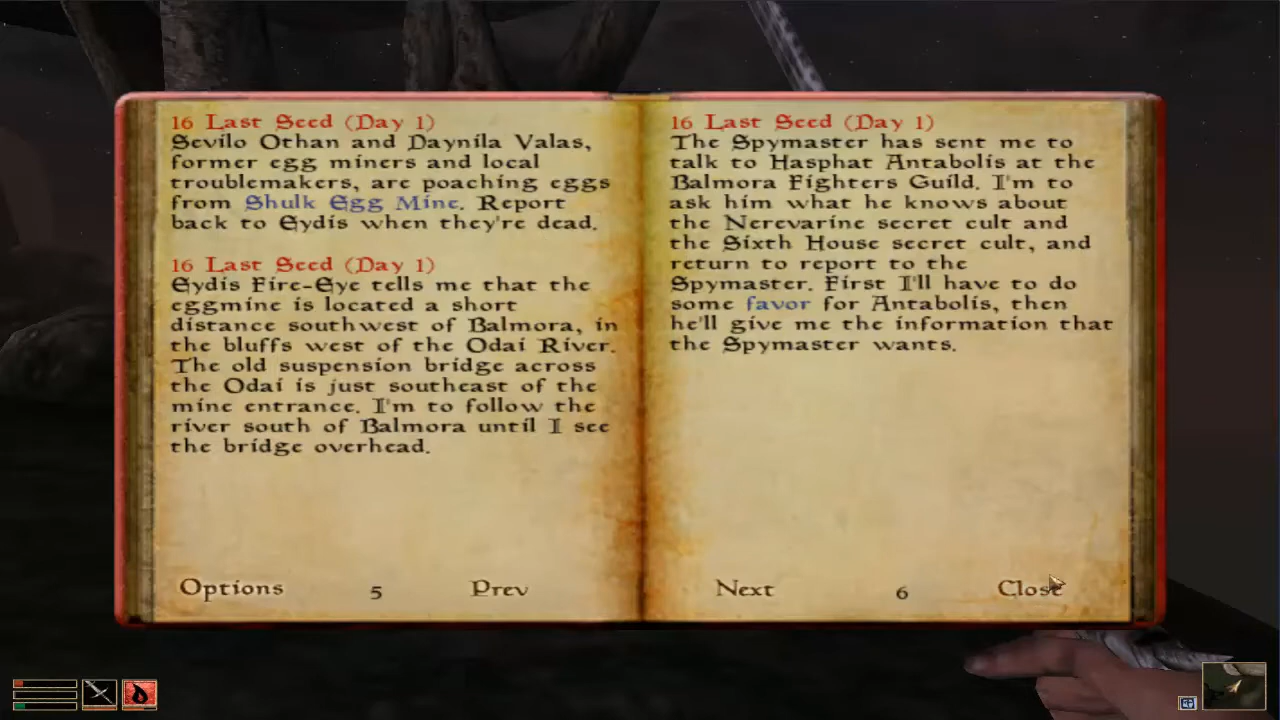 16 Last Seed (Day 1)
Sevilo Othan and Daynila Valas,
former egg miners and local
troublemakers, are poaching eggs
from Shulk Egg Mine. Report
back to Eydis when they're dead.
16 Last Seed (Day 1)
Eydis Fire-Eye tells me that the
eggmine is located a short
distance southwest of Balmora, in
the bluffs west of the Odai River.
The old suspension bridge across
the Odai is just southeast of the
mine entrance. I'm to follow the
river south of Balmora until I see
the bridge overhead.
Options 5 Prev
16 Last Seed (Day 1)
The Spymaster has sent me to
talk to Hasphat Antabolis at the
Balmora Fighters Guild. I'm to
ask him what he knows about
the Nerevarine secret cult and
the Sixth House secret cult, and
return to report to the
Spymaster. First I'll have to do
some favor for Antabolis, then
he'll give me the information that
the Spymaster wants.
Next 6 Close